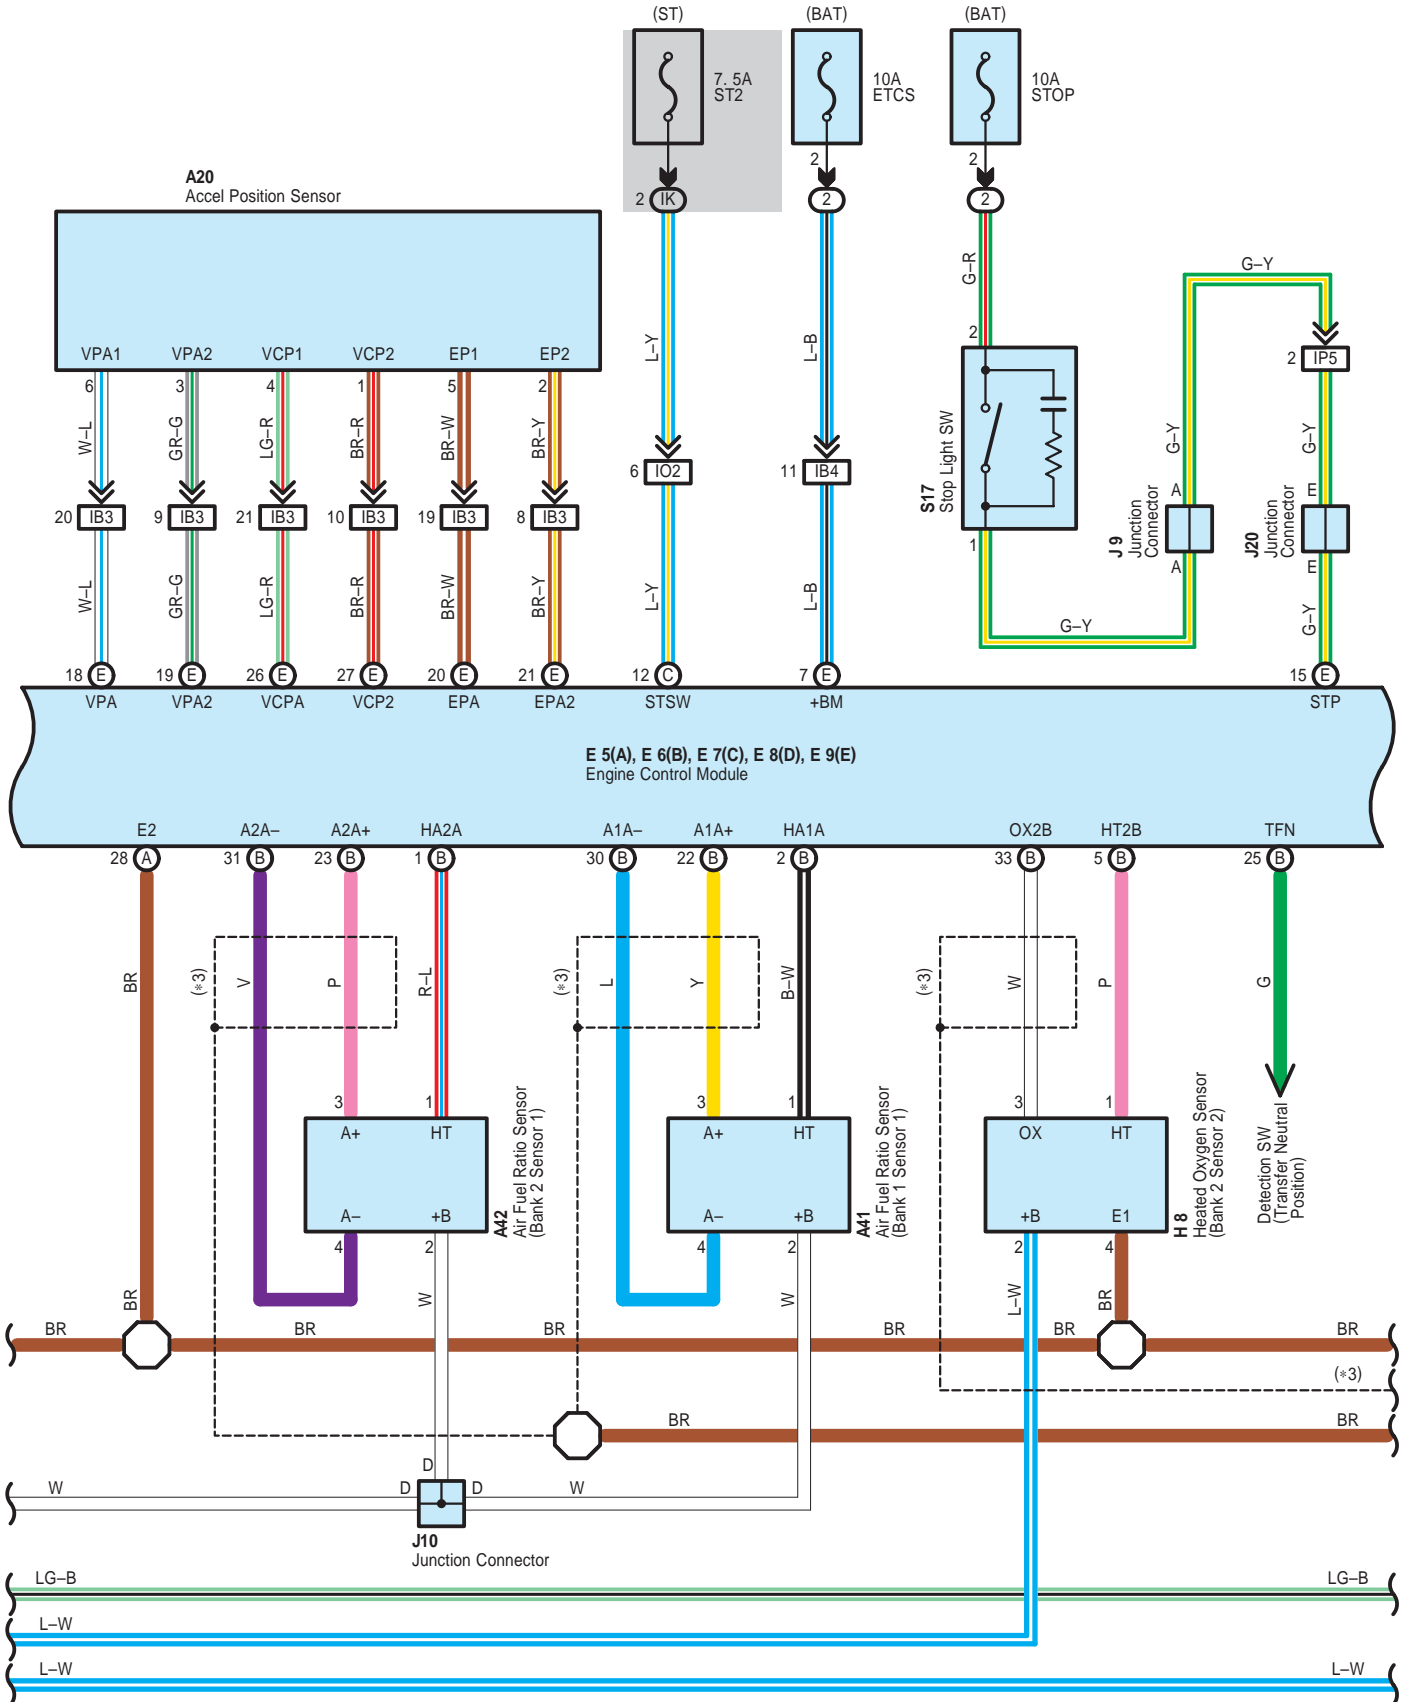 (ST)
(BAT)
(BAT)
7. 5A
ST2
10A
ETCS
10A
STOP
2
2
A20
Accel Position Sensor
2
IK
2
2
G–R
G–Y
L–Y
L–B
2
2
IP5
VPA1
VPA2
VCP1
VCP2
EP1
EP2
6
3
4
1
5
2
W–L
GR–G
LG–R
BR–R
BR–W
BR–Y
G–Y
G–Y
6
IO2
11
IB4
S17
Stop Light SW
A
E
20
IB3
9
IB3
21
IB3
10
IB3
19
IB3
8
IB3
J 9
Junction
Connector
J20
Junction
Connector
1
A
E
W–L
GR–G
LG–R
BR–R
BR–W
BR–Y
L–Y
L–B
G–Y
G–Y
18
E
19
E
26
E
27
E
20
E
21
E
12
C
7
E
15
E
VPA
VPA2
VCPA
VCP2
EPA
EPA2
STSW
+BM
STP
E 5(A), E 6(B), E 7(C), E 8(D), E 9(E)
Engine Control Module
E2
A2A–
A2A+
HA2A
A1A–
A1A+
HA1A
OX2B
HT2B
TFN
28
A
31
B
23
B
1
B
30
B
22
B
2
B
33
B
5
B
25
B
BR
(∗3)
V
P
R–L
(∗3)
L
Y
B–W
(∗3)
W
P
G
3
1
3
1
3
1
A+
HT
A+
HT
OX
HT
A42
Air Fuel Ratio Sensor
(Bank 2 Sensor 1)
A41
Air Fuel Ratio Sensor
(Bank 1 Sensor 1)
H 8
Heated Oxygen Sensor
(Bank 2 Sensor 2)
Detection SW
(Transfer Neutral
Position)
A–
+B
A–
+B
+B
E1
4
2
4
2
2
4
BR
W
W
L–W
BR
BR
BR
BR
BR
BR
BR
(∗3)
BR
BR
D
W
D
D
W
J10
Junction Connector
LG–B
LG–B
L–W
L–W
L–W